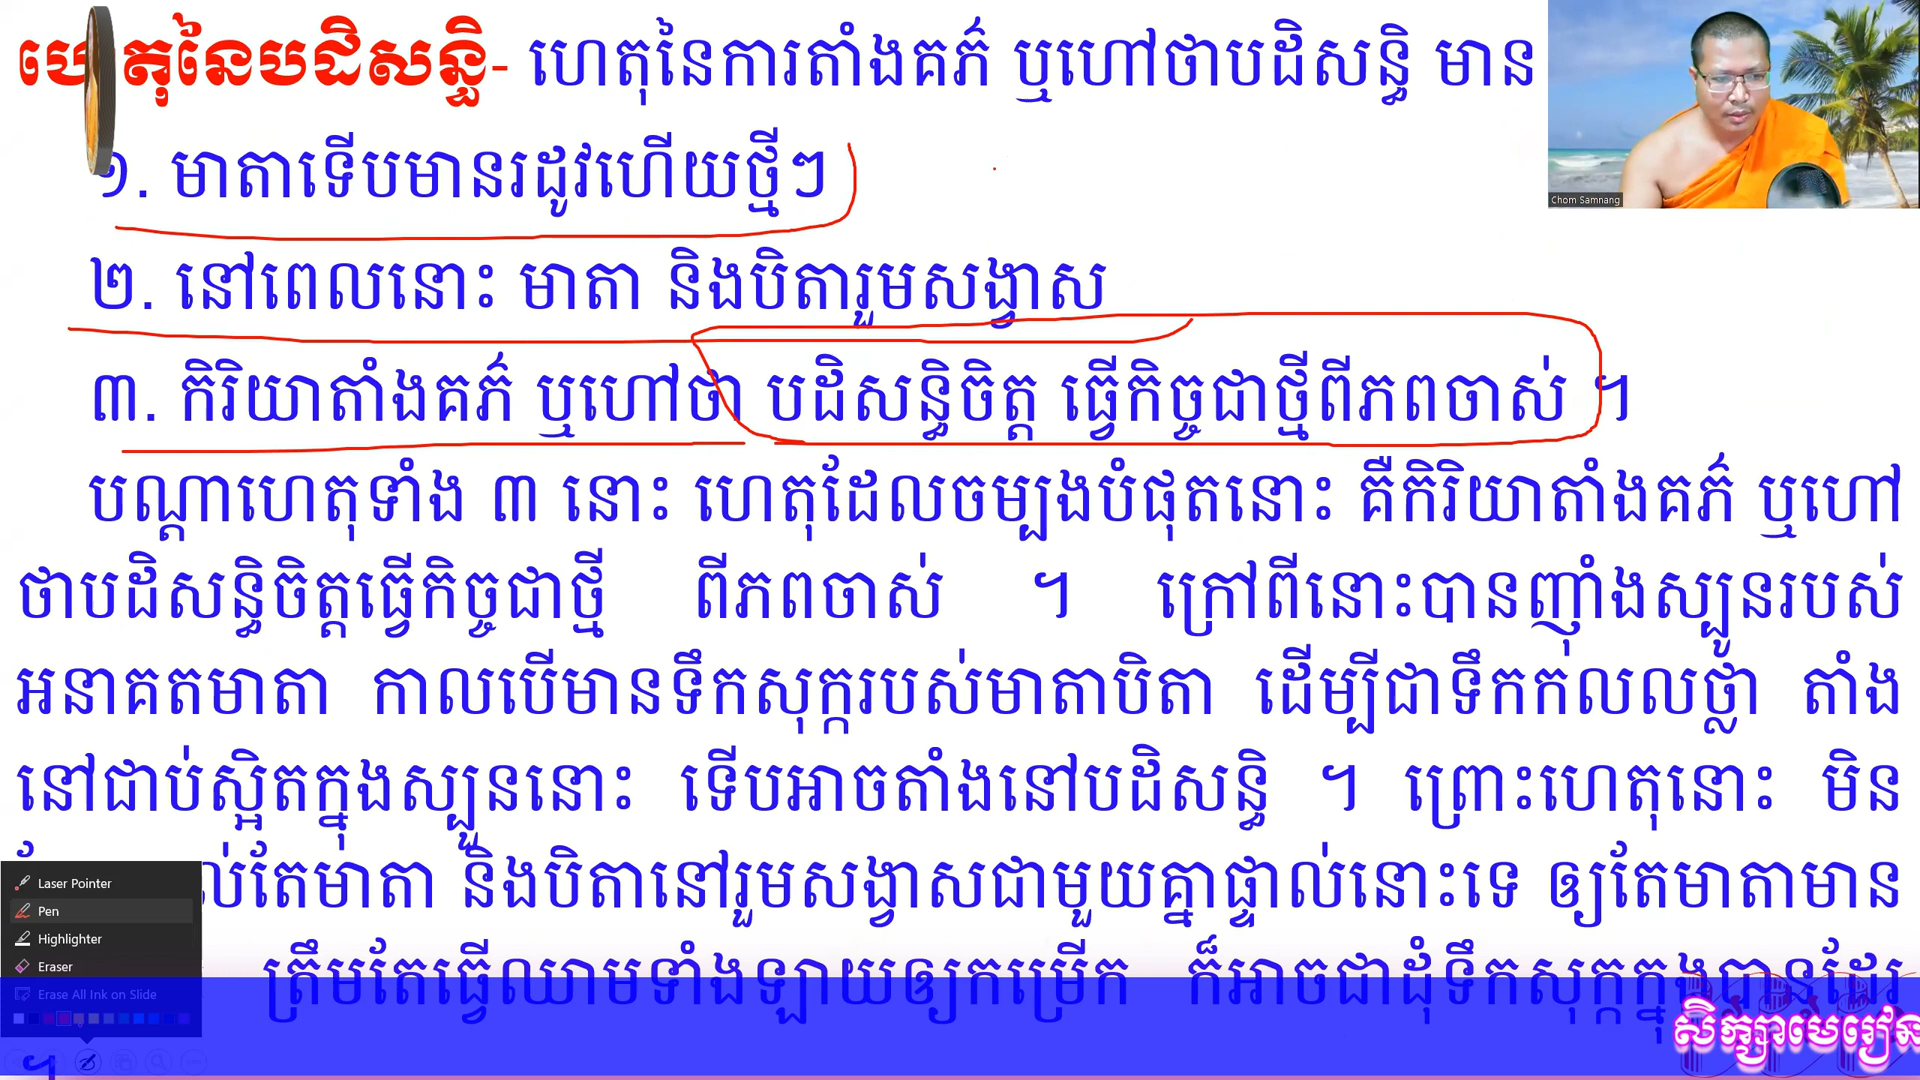 ហេតុនៃបដិសន្ធិ- ហេតុនៃការតាំងគភ៌ ឬហៅថាបដិសន្ធិ មាន
Chom Samnang
១. មាតាទើបមានរដូវហើយថ្មីៗ
២. នៅពេលនោះ មាតា និងបិតារួមសង្វាស
៣. កិរិយាតាំងគភ៌ ឬហៅថា បដិសន្ធិចិត្ត ធ្វើកិច្ចជាថ្មីពីភពចាស់ ។
បណ្តាហេតុទាំង ៣ នោះ ហេតុដែលចម្បងបំផុតនោះ គឺកិរិយាតាំងគភ៌ ឬហៅ
ថាបដិសន្ធិចិត្តធ្វើកិច្ចជាថ្មី ពីភពចាស់ ។ ក្រៅពីនោះបានញ៉ាំងស្បូនរបស់
អនាគតមាតា កាលបើមានទឹកសុក្ករបស់មាតាបិតា ដើម្បីជាទឹកកលលថ្លា តាំង
នៅជាប់ស្អិតក្នុងស្បូននោះ ទើបអាចតាំងនៅបដិសន្ធិ ។ ព្រោះហេតុនោះ មិន
តែមាតា និងបិតានៅរួមសង្វាសជាមួយគ្នាផ្ទាល់នោះទេ ឲ្យតែមាតាមាន
ត្រឹមតែធ្វើឈាមទាំងឡាយឲ្យកម្រើក ក៏អាចជាដុំទឹកសុក្កក្នុងបានដែរ
។
Laser Pointer
Pen
Highlighter
Eraser
Erase All Ink on Slide
សិក្សាមេរៀន